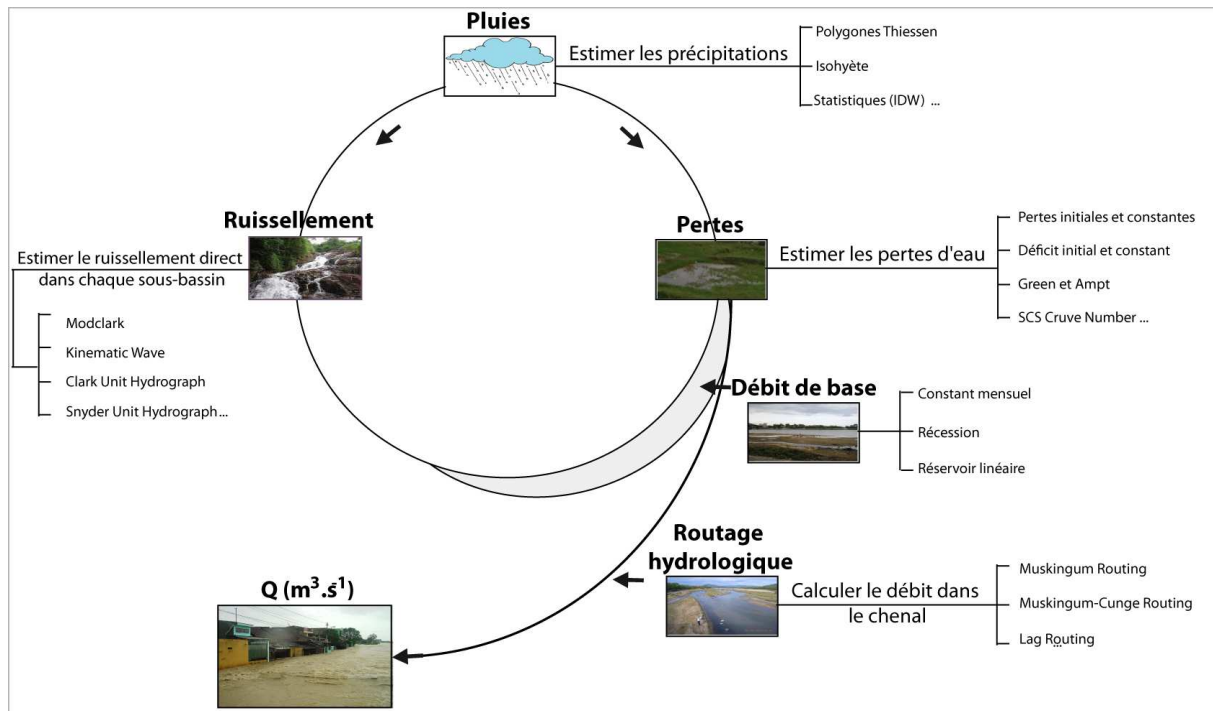 Pluies
Estimer les précipitations
Polygones Thiessen
Isohyète
Statistiques (IDW) ...
Ruissellement
Estimer le ruissellement direct
dans chaque sous-bassin
Modclark
Kinematic Wave
Clark Unit Hydrograph
Snyder Unit Hydrograph...
Pertes
Estimer les pertes d'eau
Pertes initiales et constantes
Déficit initial et constant
Green et Ampt
SCS Cruve Number ...
Débit de base
Constant mensuel
Récession
Réservoir linéaire
Routage
hydrologique
Calculer le débit dans
le chenal
Muskingum Routing
Muskingum-Cunge Routing
Lag Routing
...
Q (m³.s̄¹)